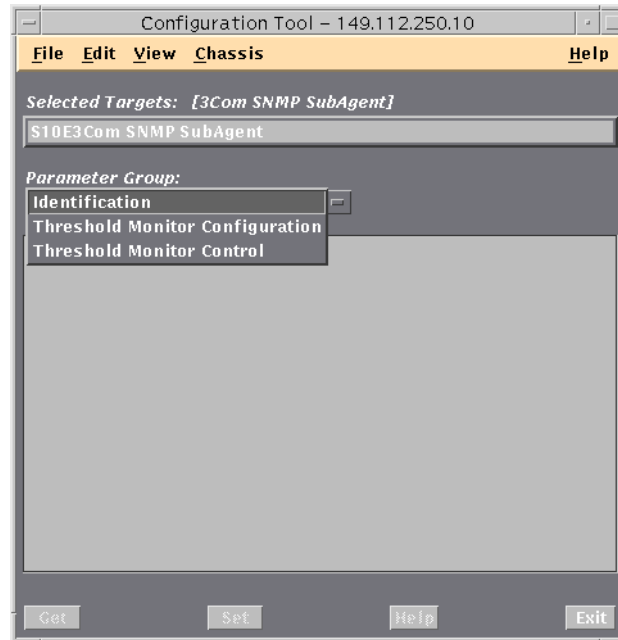 Configuration Tool – 149.112.250.10
File Edit View Chassis Help
Selected Targets: [3Com SNMP SubAgent]
S10E3Com SNMP SubAgent
Parameter Group:
Identification
Threshold Monitor Configuration
Threshold Monitor Control
Get Set Help Exit